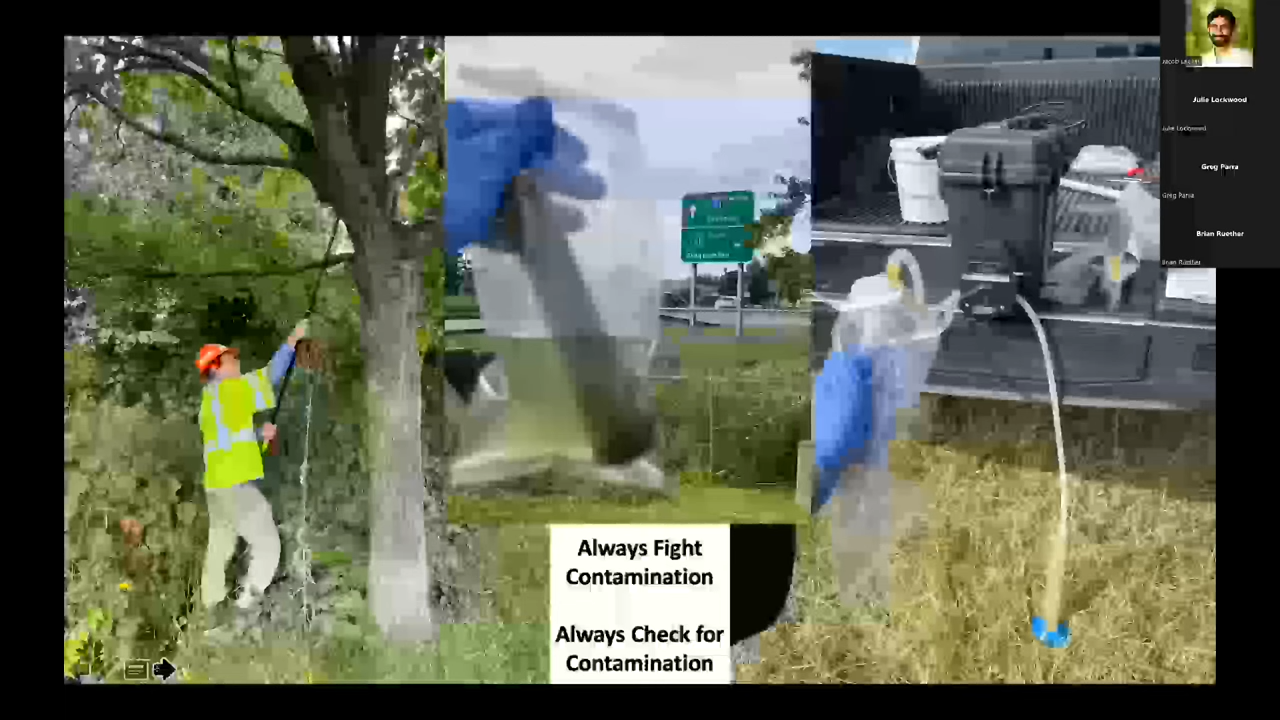 Julie Lockwood
Julie Lockwood
Greg Parra
Greg Parra
Brian Ruether
Brian Ruether
Always Fight
Contamination
Always Check for
Contamination